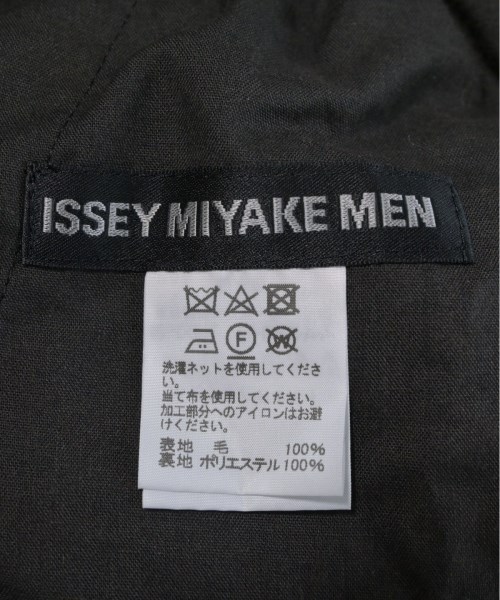 ISSEY MIYAKE MEN
洗濯ネットを使用してくださ
い。
当て布を使用してください。
加工部分へのアイロンはお避
けください。
表地 毛 100%
裏地 ポリエステル100%